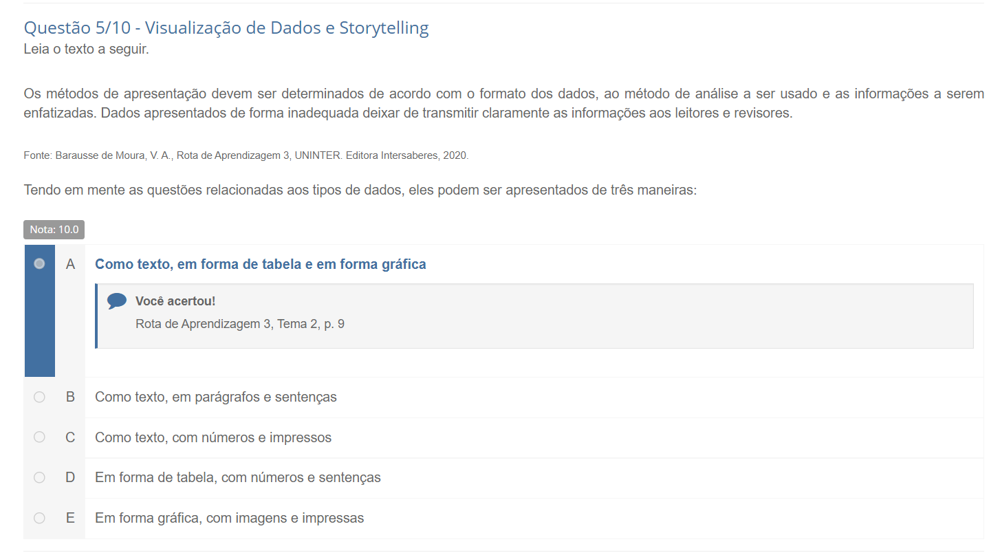 Questão 5/10 - Visualização de Dados e Storytelling
Leia o texto a seguir.
Os métodos de apresentação devem ser determinados de acordo com o formato dos dados, ao método de análise a ser usado e as informações a serem
enfatizadas. Dados apresentados de forma inadequada deixar de transmitir claramente as informações aos leitores e revisores.
Fonte: Barausse de Moura, V. A., Rota de Aprendizagem 3, UNINTER. Editora Intersaberes, 2020.
Tendo em mente as questões relacionadas aos tipos de dados, eles podem ser apresentados de três maneiras:
Nota: 10.0
A Como texto, em forma de tabela e em forma gráfica
Você acertou!
Rota de Aprendizagem 3, Tema 2, p. 9
B Como texto, em parágrafos e sentenças
C Como texto, com números e impressos
D Em forma de tabela, com números e sentenças
E Em forma gráfica, com imagens e impressas